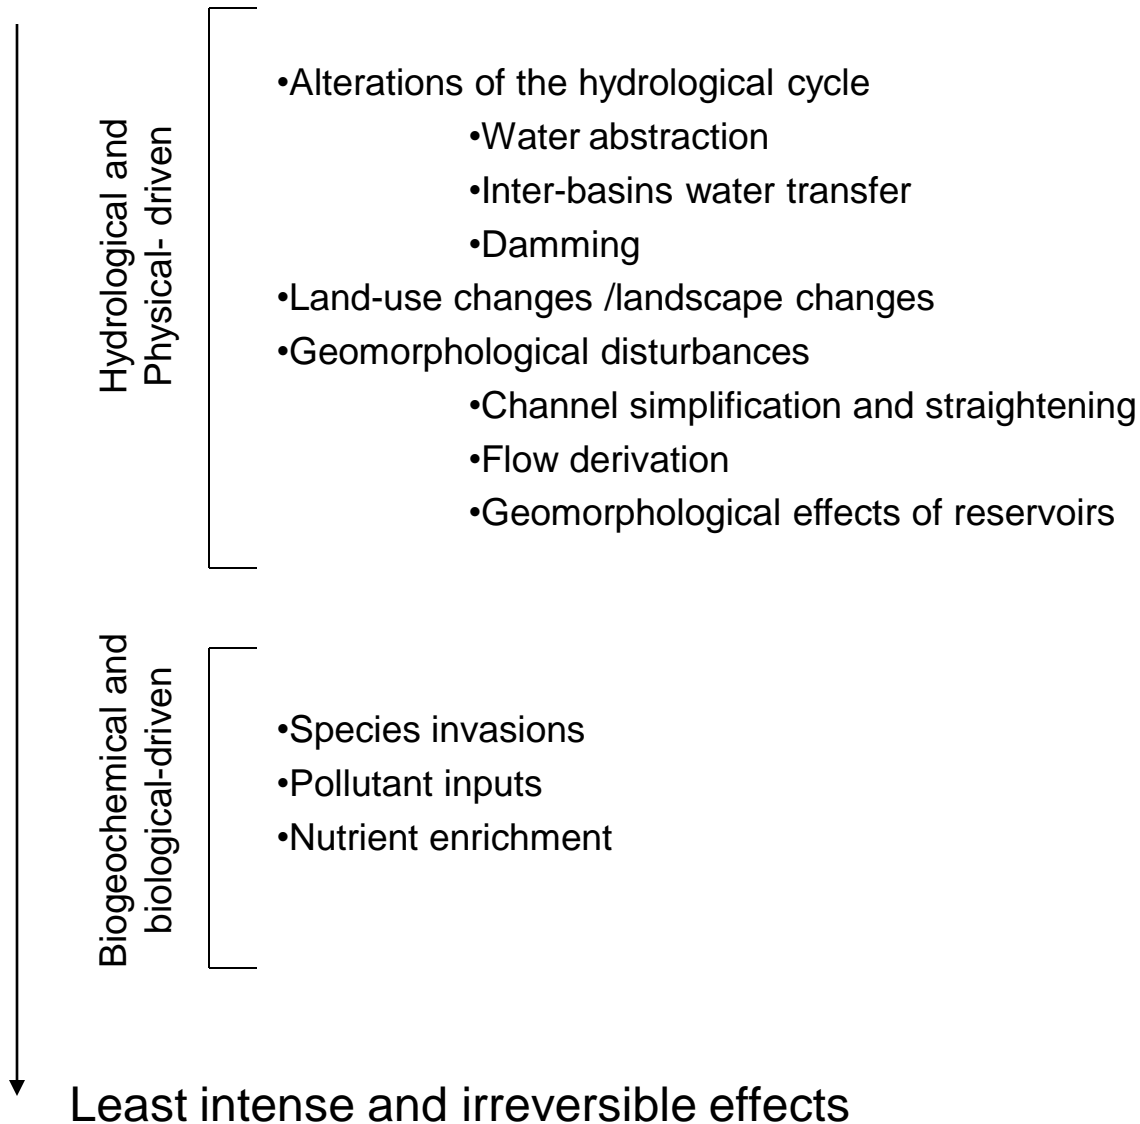 Hydrological and
Physical- driven
•Alterations of the hydrological cycle
•Water abstraction
•Inter-basins water transfer
•Damming
•Land-use changes /landscape changes
•Geomorphological disturbances
•Channel simplification and straightening
•Flow derivation
•Geomorphological effects of reservoirs
Biogeochemical and
biological-driven
•Species invasions
•Pollutant inputs
•Nutrient enrichment
Least intense and irreversible effects